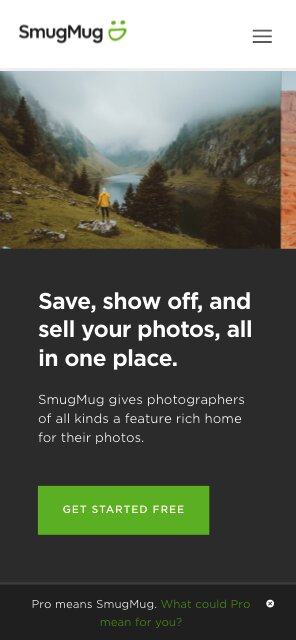 SmugMug
Save, show off, and
sell your photos, all
in one place.
SmugMug gives photographers
of all kinds a feature rich home
for their photos.
GET STARTED FREE
Pro means SmugMug. What could Pro
mean for you?